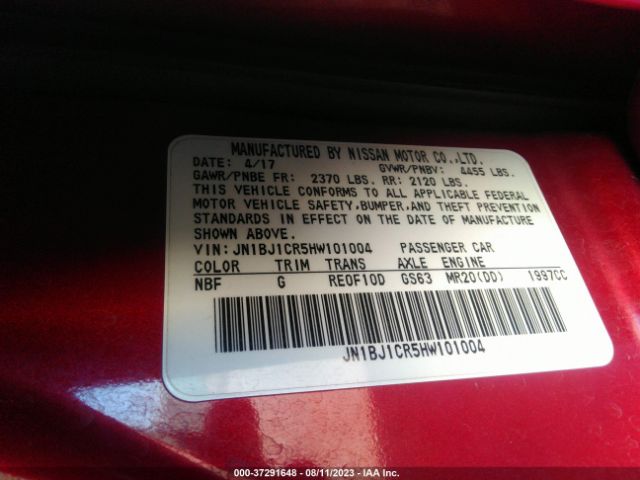 MANUFACTURED BY NISSAN MOTOR CO.,LTD.
DATE: 4/17 GVWR/PNBV: 4455 LBS.
GAWR/PNBE FR: 2370 LBS. RR: 2120 LBS.
THIS VEHICLE CONFORMS TO ALL APPLICABLE FEDERAL
MOTOR VEHICLE SAFETY,BUMPER,AND THEFT PREVENTION
STANDARDS IN EFFECT ON THE DATE OF MANUFACTURE
SHOWN ABOVE.
VIN: JN1BJ1CR5HW101004 PASSENGER CAR
COLOR TRIM TRANS AXLE ENGINE
NBF G RE0F10D GS63 MR20(DD) 1997CC
JN1BJ1CR5HW101004
000-37291648 - 08/11/2023 - IAA Inc.